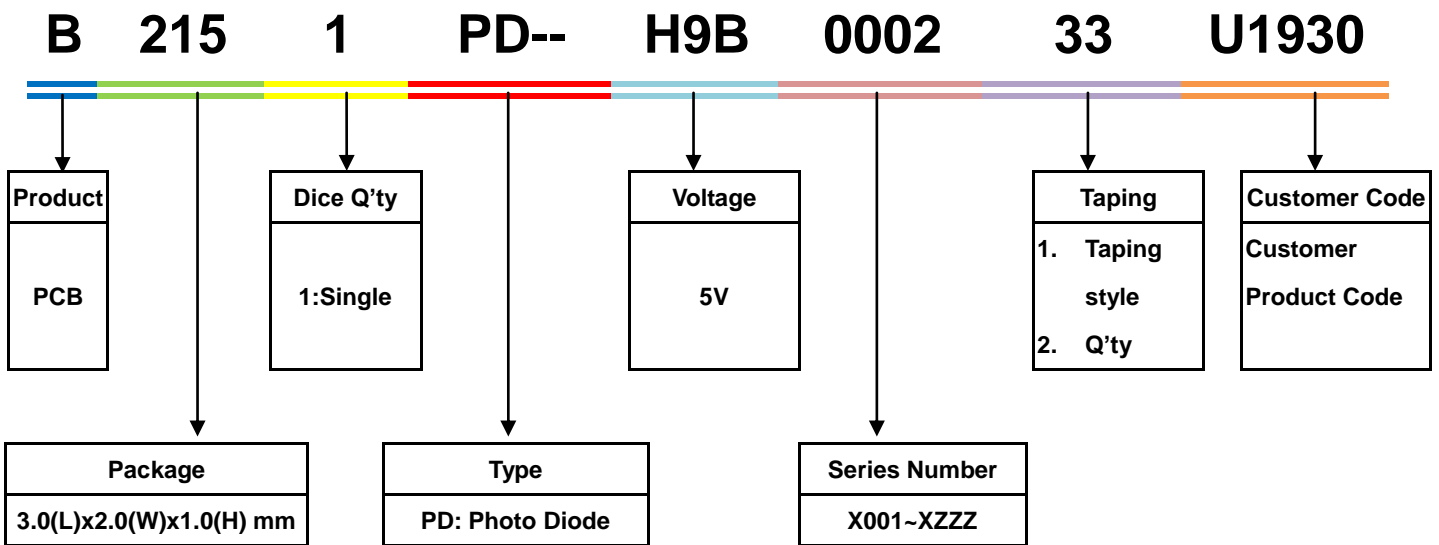 B 215 1 PD-- H9B 0002 33 U1930
Product
PCB
Dice Q’ty
1:Single
Voltage
5V
Taping
1. Taping
style
2. Q’ty
Customer Code
Customer
Product Code
Package
3.0(L)x2.0(W)x1.0(H) mm
Type
PD: Photo Diode
Series Number
X001~XZZZ